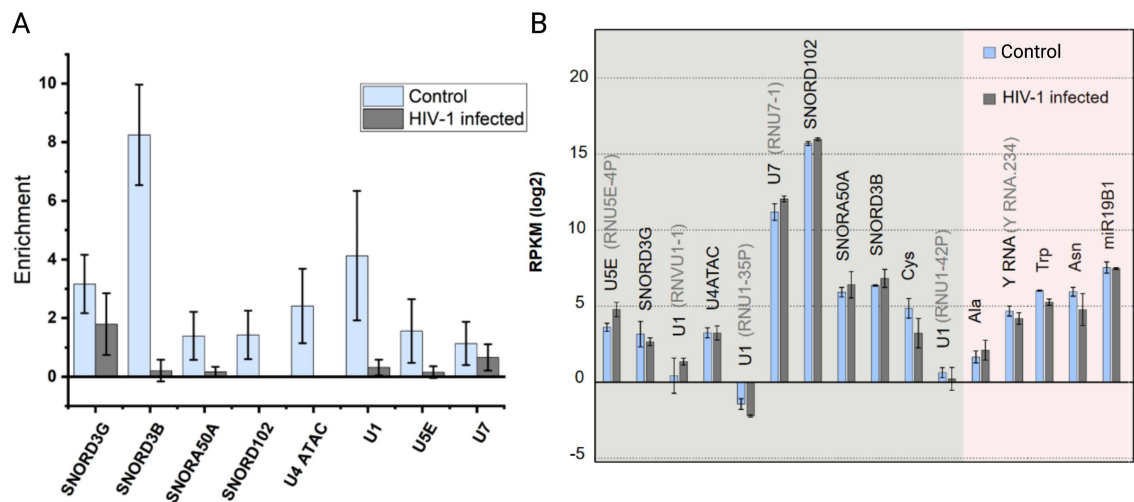 A
Enrichment
10
8
6
4
2
0
Control
HIV-1 infected
SNORD3G
SNORD3B
SNORA50A
SNORD102
U4 ATAC
U1
U5E
U7
B
RPKM (log2)
20
15
10
5
0
-5
Control
HIV-1 infected
U5E (RNU5E-4P)
SNORD3G
U1 (RNVU1-1)
U4ATAC
U1 (RNU1-35P)
U7 (RNU7-1)
SNORD102
SNORA50A
SNORD3B
Cys
U1 (RNU1-42P)
Ala
Y RNA (Y RNA.234)
Trp
Asn
miR19B1